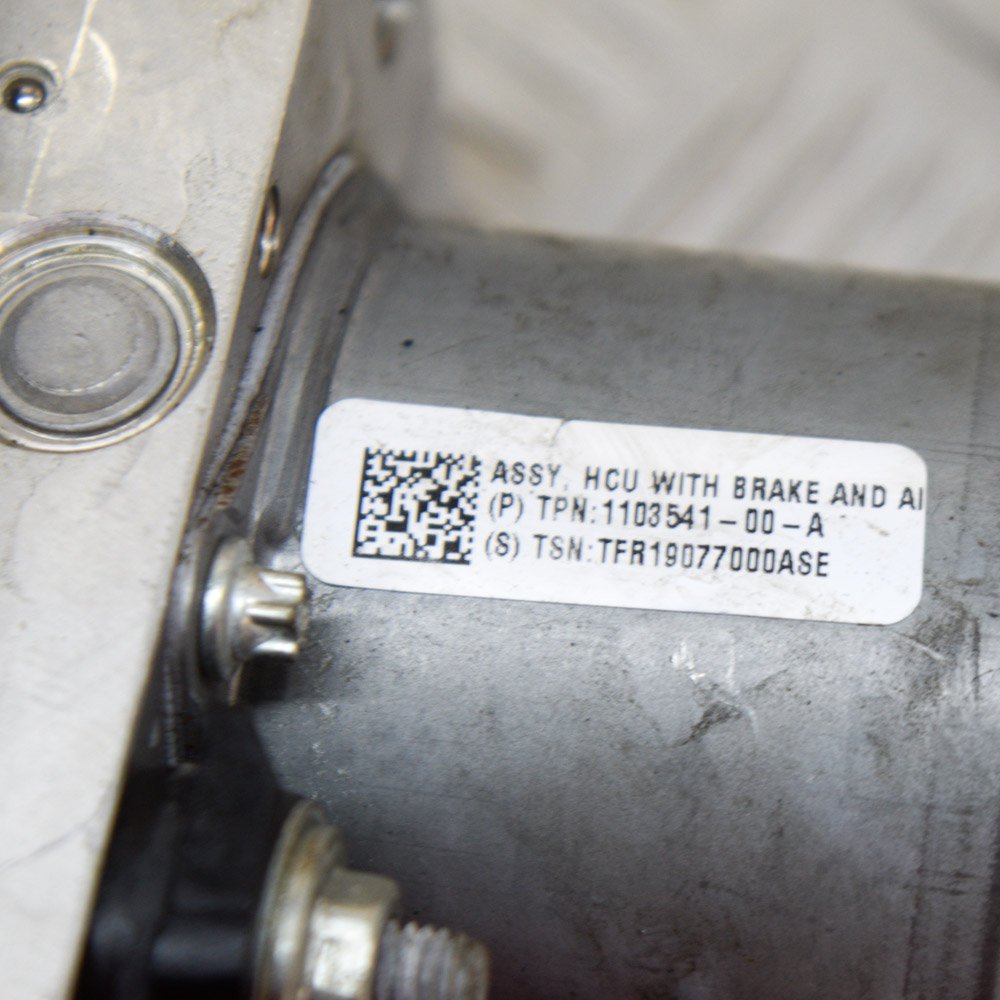 ASSY, HCU WITH BRAKE AND AI
(P) TPN:1103541-00-A
(S) TSN:TFR19077000ASE